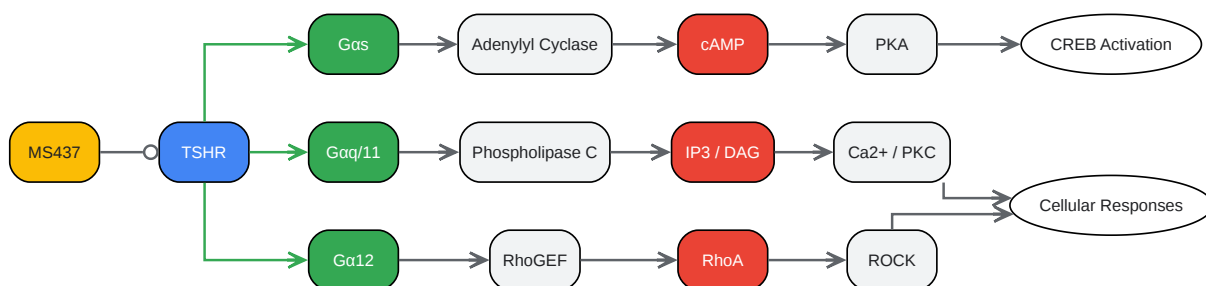 Gαs
Adenylyl Cyclase
cAMP
PKA
CREB Activation
MS437
TSHR
Gαq/11
Phospholipase C
IP3 / DAG
Ca2+ / PKC
Cellular Responses
Gα12
RhoGEF
RhoA
ROCK